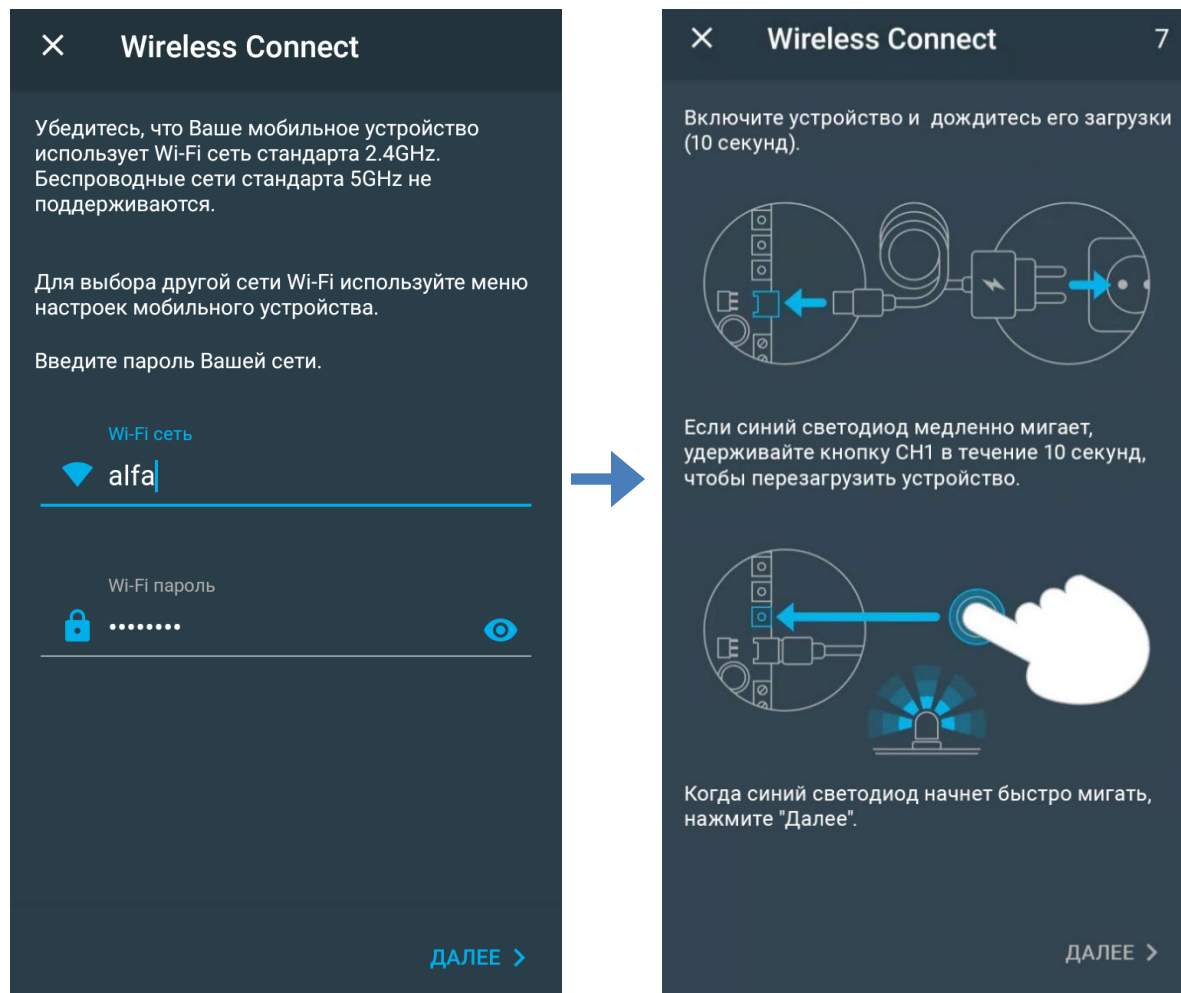 Wireless Connect
Убедитесь, что Ваше мобильное устройство
использует Wi-Fi сеть стандарта 2.4GHz.
Беспроводные сети стандарта 5GHz не
поддерживаются.
Для выбора другой сети Wi-Fi используйте меню
настроек мобильного устройства.
Введите пароль Вашей сети.
Wi-Fi сеть
alfa
Wi-Fi пароль
••••••••
ДАЛЕЕ
Wireless Connect 7
Включите устройство и дождитесь его загрузки
(10 секунд).
Если синий светодиод медленно мигает,
удерживайте кнопку CH1 в течение 10 секунд,
чтобы перезагрузить устройство.
Когда синий светодиод начнет быстро мигать,
нажмите "Далее".
ДАЛЕЕ